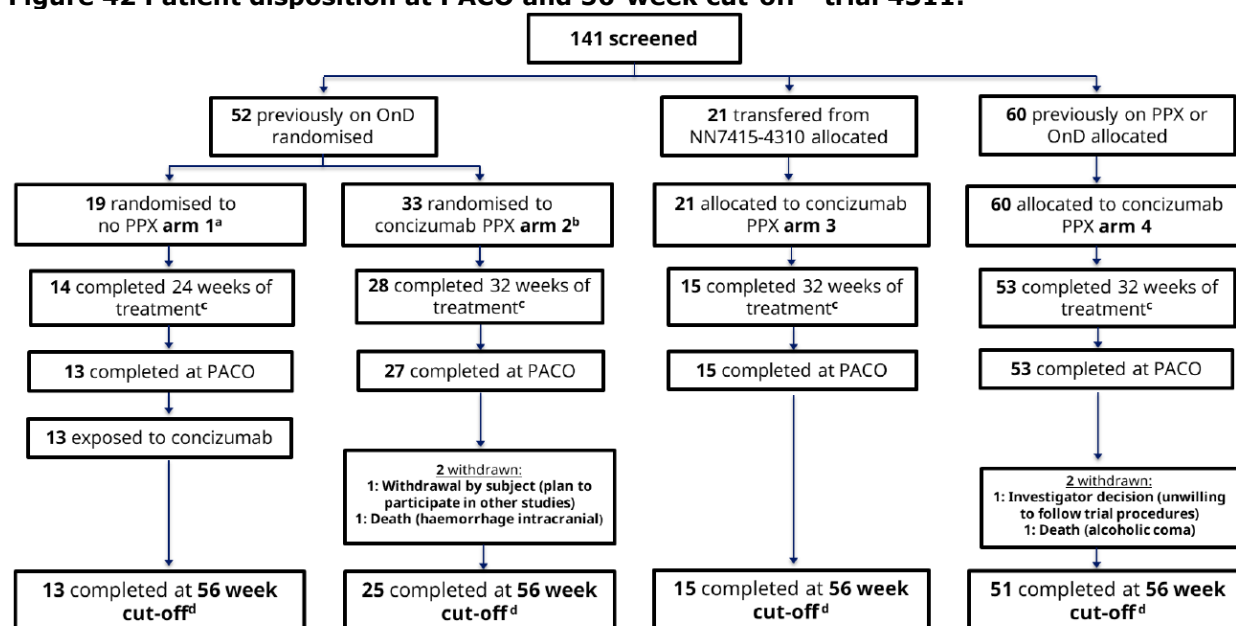 Figure 42 Patient disposition at PACO and 56-week cut-off - trial 4311.
141 screened
52 previously on OnD
randomised
21 transfered from
NN7415-4310 allocated
60 previously on PPX or
OnD allocated
19 randomised to
no PPX arm 1a
33 randomised to
concizumab PPX arm 2b
21 allocated to concizumab
PPX arm 3
60 allocated to concizumab
PPX arm 4
14 completed 24 weeks of
treatmentc
28 completed 32 weeks of
treatmentc
15 completed 32 weeks of
treatmentc
53 completed 32 weeks of
treatmentc
13 completed at PACO
27 completed at PACO
15 completed at PACO
53 completed at PACO
13 exposed to concizumab
2 withdrawn:
1: Withdrawal by subject (plan to
participate in other studies)
1: Death (haemorrhage intracranial)
2 withdrawn:
1: Investigator decision (unwilling
to follow trial procedures)
1: Death (alcoholic coma)
13 completed at 56 week
cut-offd
25 completed at 56 week
cut-offd
15 completed at 56 week
cut-offd
51 completed at 56 week
cut-offd